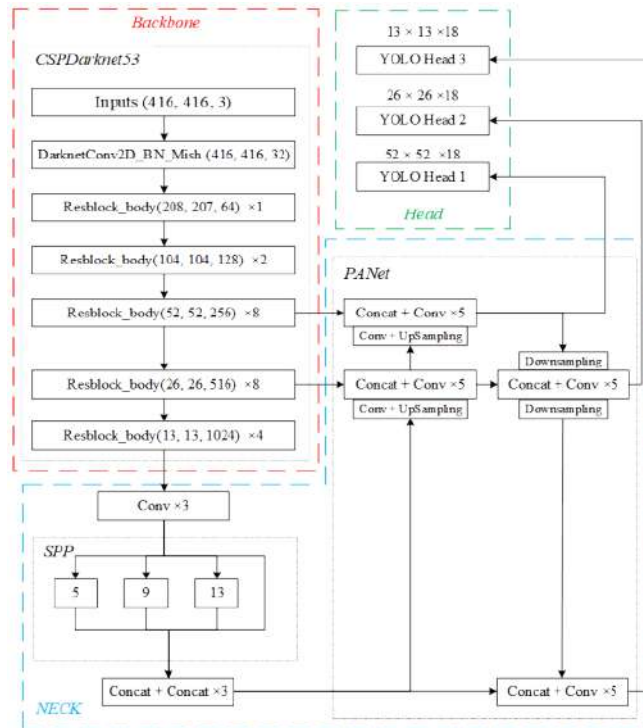 Backbone
CSPDarknet53
Inputs (416, 416, 3)
DarknetConv2D_BN_Mish (416, 416, 32)
Resblock_body(208, 207, 64) ×1
Resblock_body(104, 104, 128) ×2
Resblock_body(52, 52, 256) ×8
Resblock_body(26, 26, 516) ×8
Resblock_body(13, 13, 1024) ×4
13 × 13 ×18
YOLO Head 3
26 × 26 ×18
YOLO Head 2
52 × 52 ×18
YOLO Head 1
Head
PANet
Concat + Conv ×5
Conv + UpSampling
Downsampling
Concat + Conv ×5
Concat + Conv ×5
Conv + UpSampling
Downsampling
Conv ×3
SPP
5
9
13
Concat + Concat ×3
Concat + Conv ×5
NECK